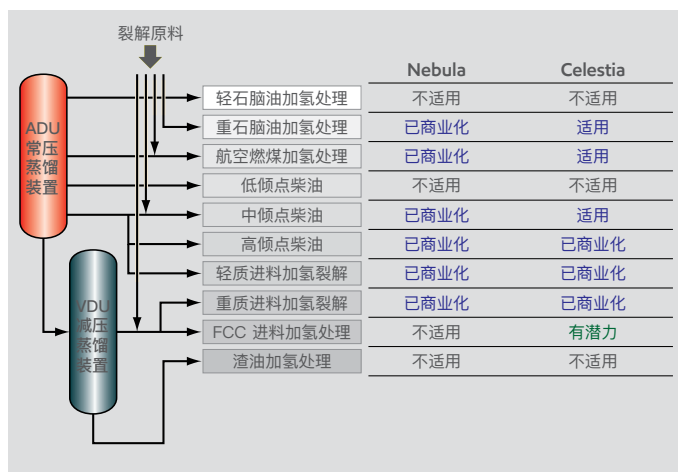 裂解原料
Nebula Celestia
轻石脑油加氢处理 不适用 不适用
重石脑油加氢处理 已商业化 适用
航空燃煤加氢处理 已商业化 适用
低倾点柴油 不适用 不适用
中倾点柴油 已商业化 适用
高倾点柴油 已商业化 已商业化
轻质进料加氢裂解 已商业化 已商业化
重质进料加氢裂解 已商业化 已商业化
FCC 进料加氢处理 不适用 有潜力
渣油加氢处理 不适用 不适用
ADU
常压
蒸馏
装置
VDU
减压
蒸馏
装置